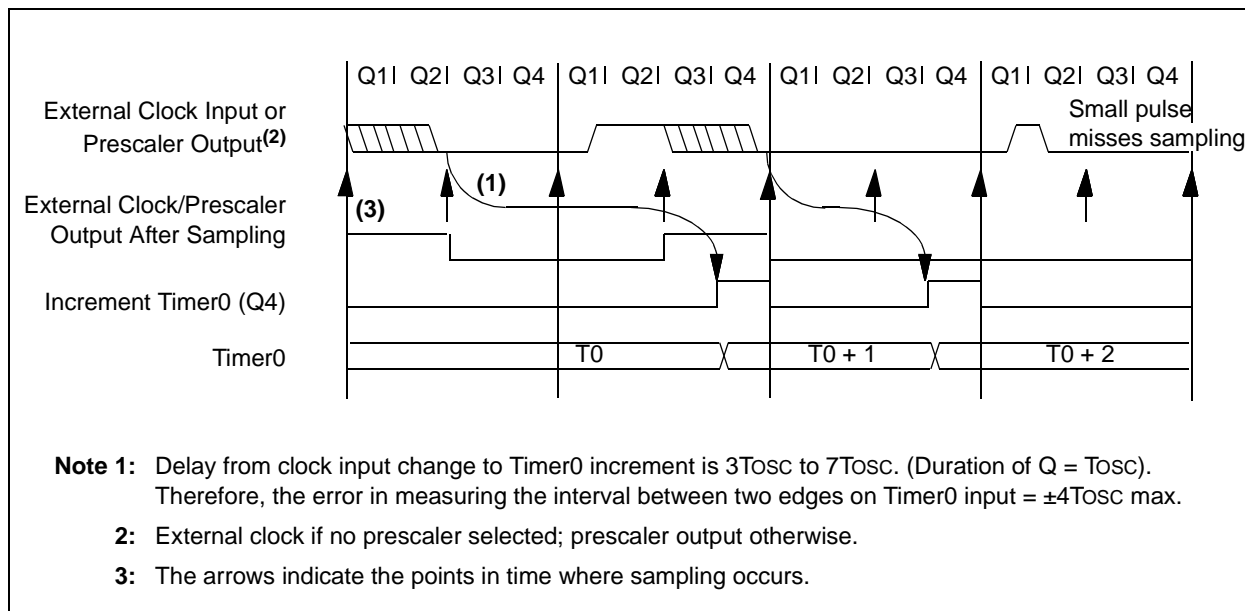 Q1| Q2| Q3| Q4 Q1| Q2| Q3| Q4 Q1| Q2| Q3| Q4 Q1| Q2| Q3| Q4
External Clock Input or
Prescaler Output(2)
Small pulse
misses sampling
(1)
External Clock/Prescaler
Output After Sampling
(3)
Increment Timer0 (Q4)
Timer0 T0 T0 + 1 T0 + 2
Note 1: Delay from clock input change to Timer0 increment is 3TOSC to 7TOSC. (Duration of Q = TOSC).
Therefore, the error in measuring the interval between two edges on Timer0 input = ±4TOSC max.
2: External clock if no prescaler selected; prescaler output otherwise.
3: The arrows indicate the points in time where sampling occurs.